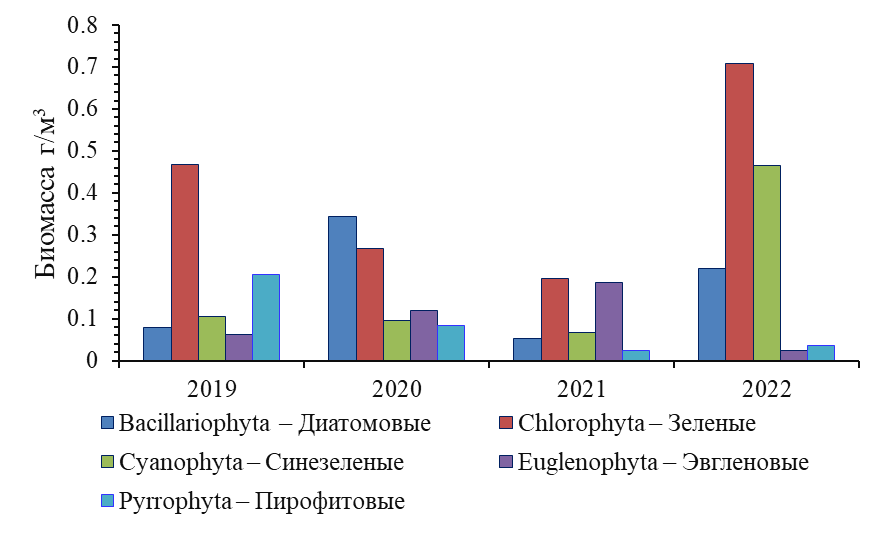 0.8
0.7
0.6
0.5
0.4
0.3
0.2
0.1
0
Биомасса г/м³
2019 2020 2021 2022
Bacillariophyta – Диатомовые
Chlorophyta – Зеленые
Cyanophyta – Синезеленые
Euglenophyta – Эвгленовые
Pyrrophyta – Пирофитовые